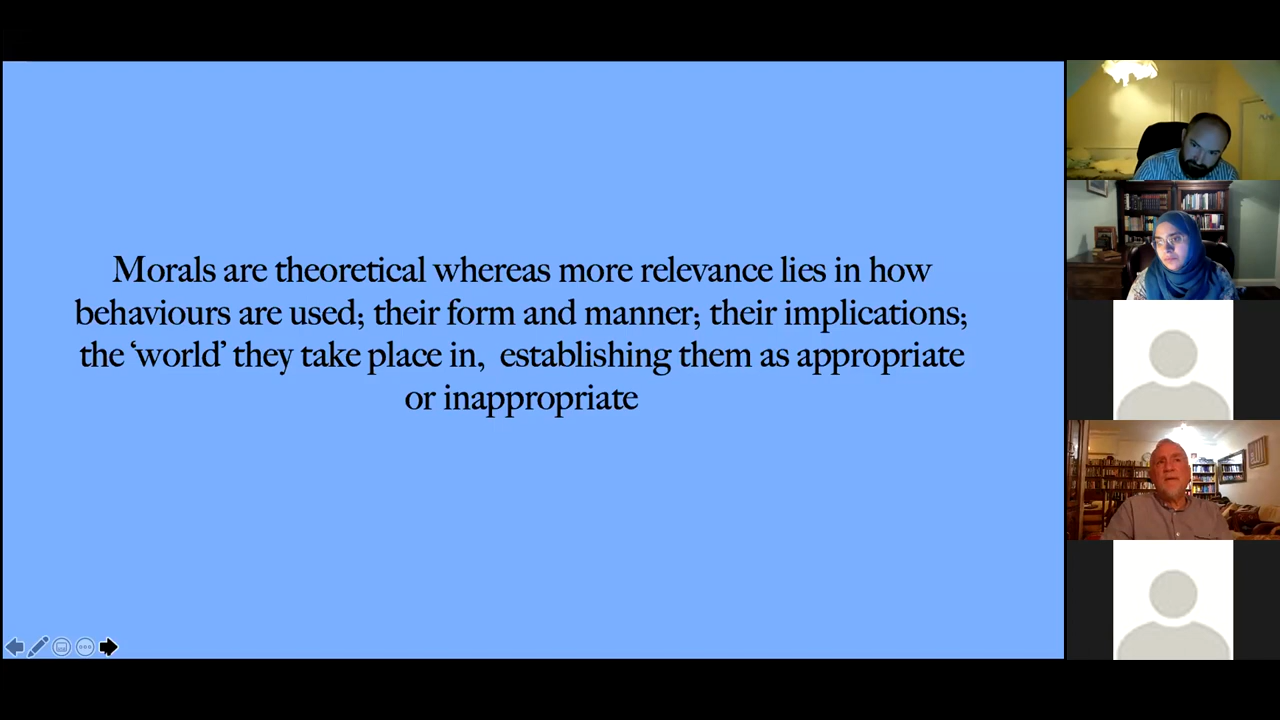 Morals are theoretical whereas more relevance lies in how
behaviours are used; their form and manner; their implications;
the ‘world’ they take place in,  establishing them as appropriate
or inappropriate